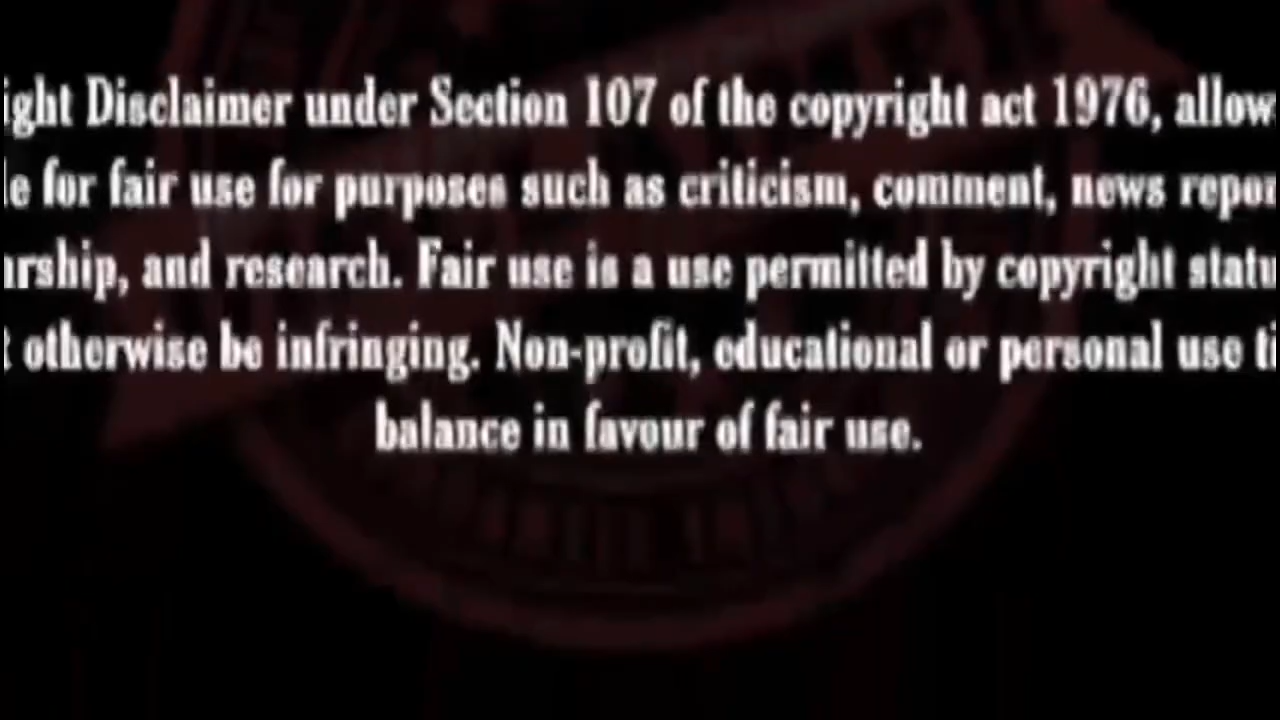 ight Disclaimer under Section 107 of the copyright act 1976, allow
le for fair use for purposes such as criticism, comment, news repor
arship, and research. Fair use is a use permitted by copyright statu
t otherwise be infringing. Non-profit, educational or personal use ti
balance in favour of fair use.